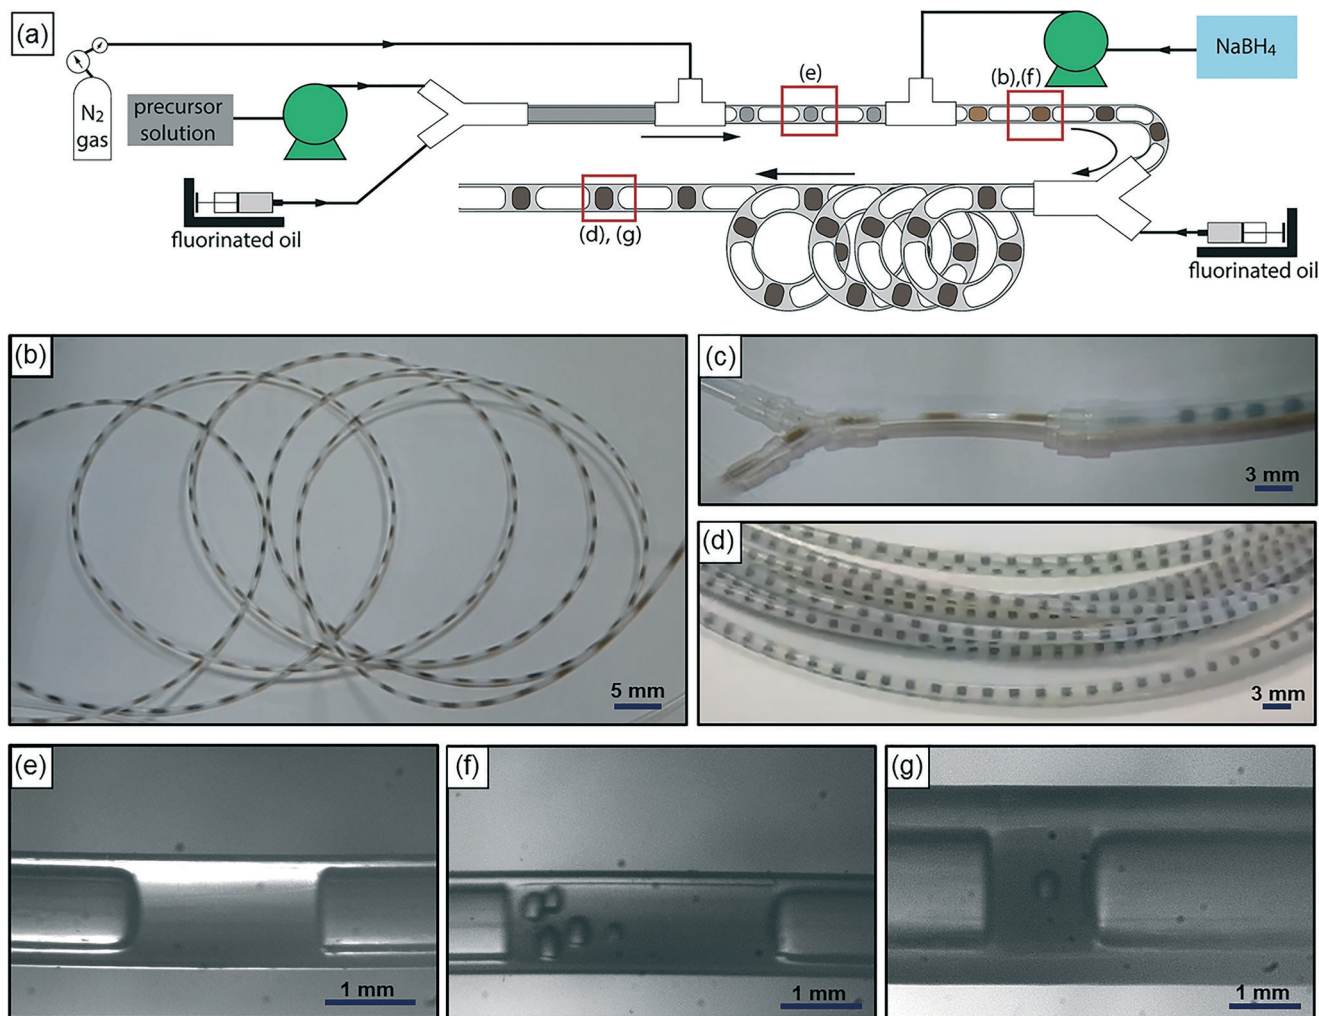 (a)
N2
gas
precursor
solution
fluorinated oil
(e)
(b),(f)
NaBH4
(d), (g)
fluorinated oil
(b)
5 mm
(c)
3 mm
(d)
3 mm
(e)
1 mm
(f)
1 mm
(g)
1 mm